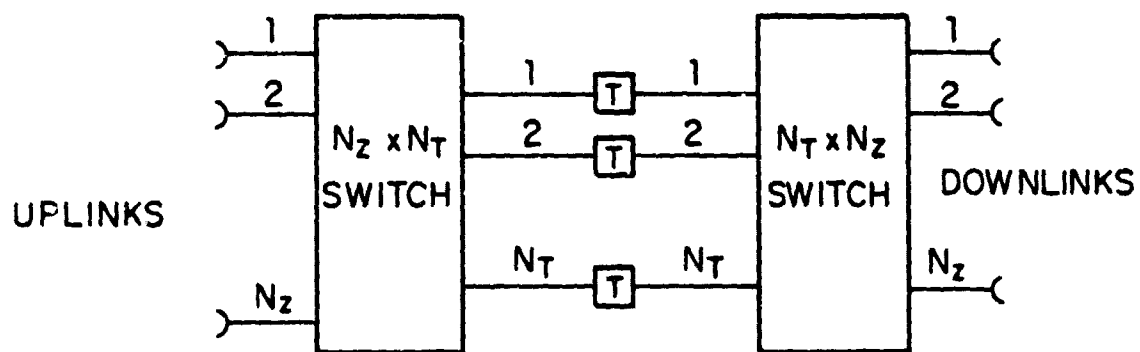 1 1
1 1
2 2
2 2
T
T
N_Z x N_T N_T x N_Z
SWITCH SWITCH
UPLINKS DOWNLINKS
N_T T N_T
N_Z N_Z